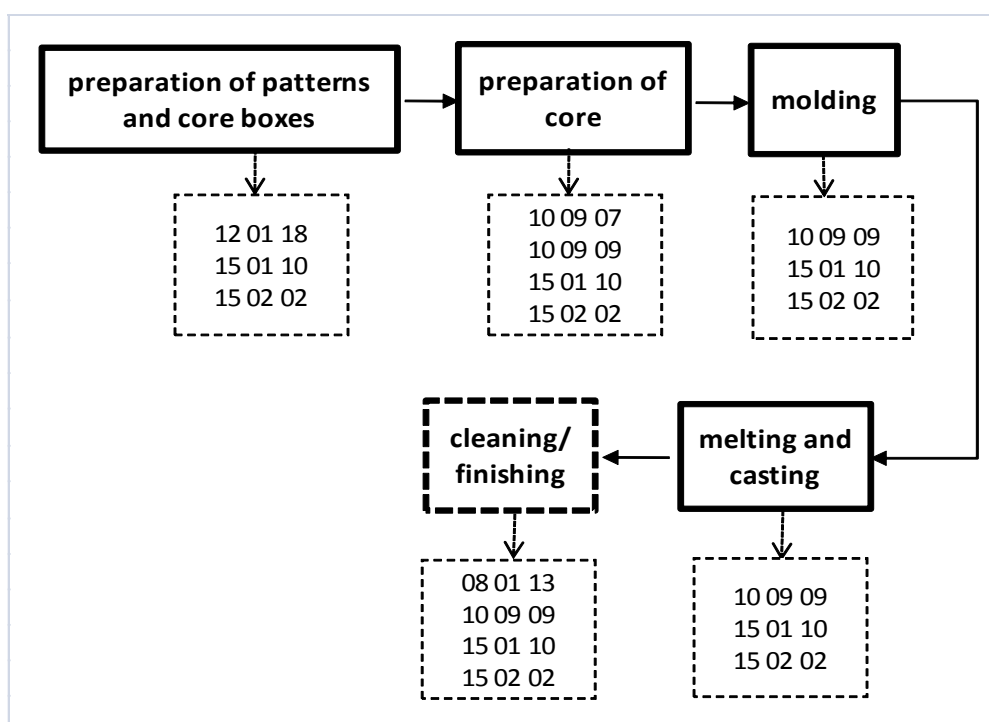 preparation of patterns
and core boxes
preparation of
core
molding
12 01 18
15 01 10
15 02 02
10 09 07
10 09 09
15 01 10
15 02 02
10 09 09
15 01 10
15 02 02
cleaning/
finishing
melting and
casting
08 01 13
10 09 09
15 01 10
15 02 02
10 09 09
15 01 10
15 02 02